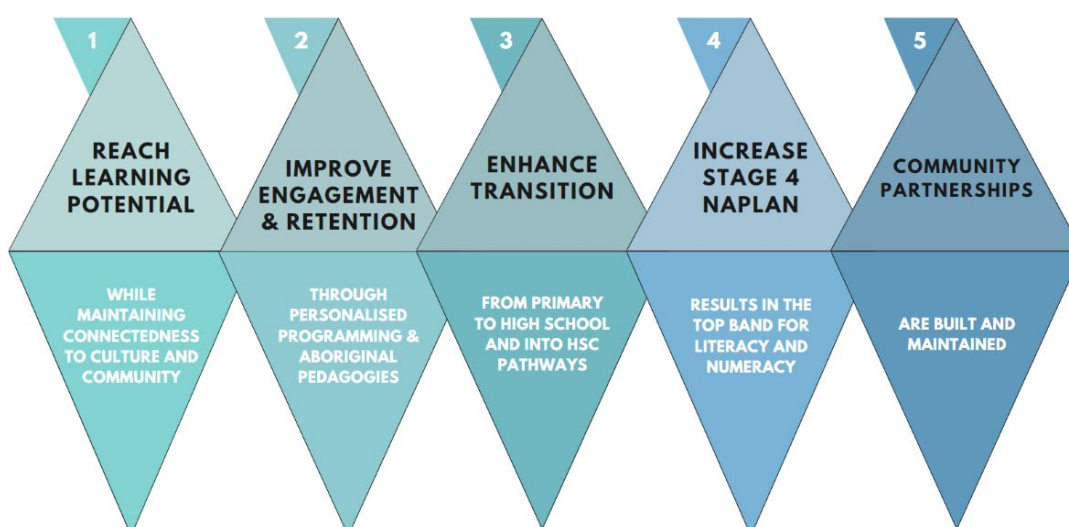 1
REACH
LEARNING
POTENTIAL
WHILE
MAINTAINING
CONNECTEDNESS
TO CULTURE AND
COMMUNITY
2
IMPROVE
ENGAGEMENT
& RETENTION
THROUGH
PERSONALISED
PROGRAMMING &
ABORIGINAL
PEDAGOGIES
3
ENHANCE
TRANSITION
FROM PRIMARY
TO HIGH SCHOOL
AND INTO HSC
PATHWAYS
4
INCREASE
STAGE 4
NAPLAN
RESULTS IN THE
TOP BAND FOR
LITERACY AND
NUMERACY
5
COMMUNITY
PARTNERSHIPS
ARE BUILT AND
MAINTAINED